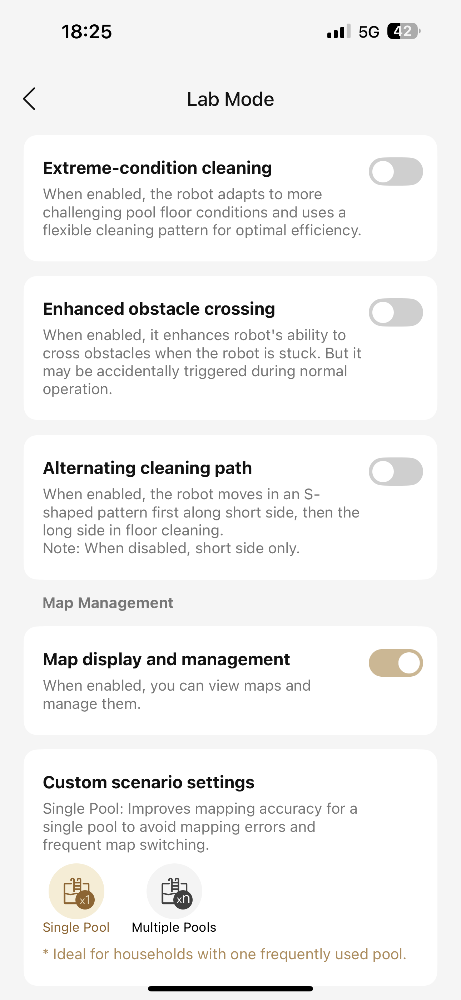 18:25
5G
42
Lab Mode
Extreme-condition cleaning
When enabled, the robot adapts to more
challenging pool floor conditions and uses a
flexible cleaning pattern for optimal efficiency.
Enhanced obstacle crossing
When enabled, it enhances robot's ability to
cross obstacles when the robot is stuck. But it
may be accidentally triggered during normal
operation.
Alternating cleaning path
When enabled, the robot moves in an S-
shaped pattern first along short side, then the
long side in floor cleaning.
Note: When disabled, short side only.
Map Management
Map display and management
When enabled, you can view maps and
manage them.
Custom scenario settings
Single Pool: Improves mapping accuracy for a
single pool to avoid mapping errors and
frequent map switching.
x1
xn
Single Pool
Multiple Pools
* Ideal for households with one frequently used pool.